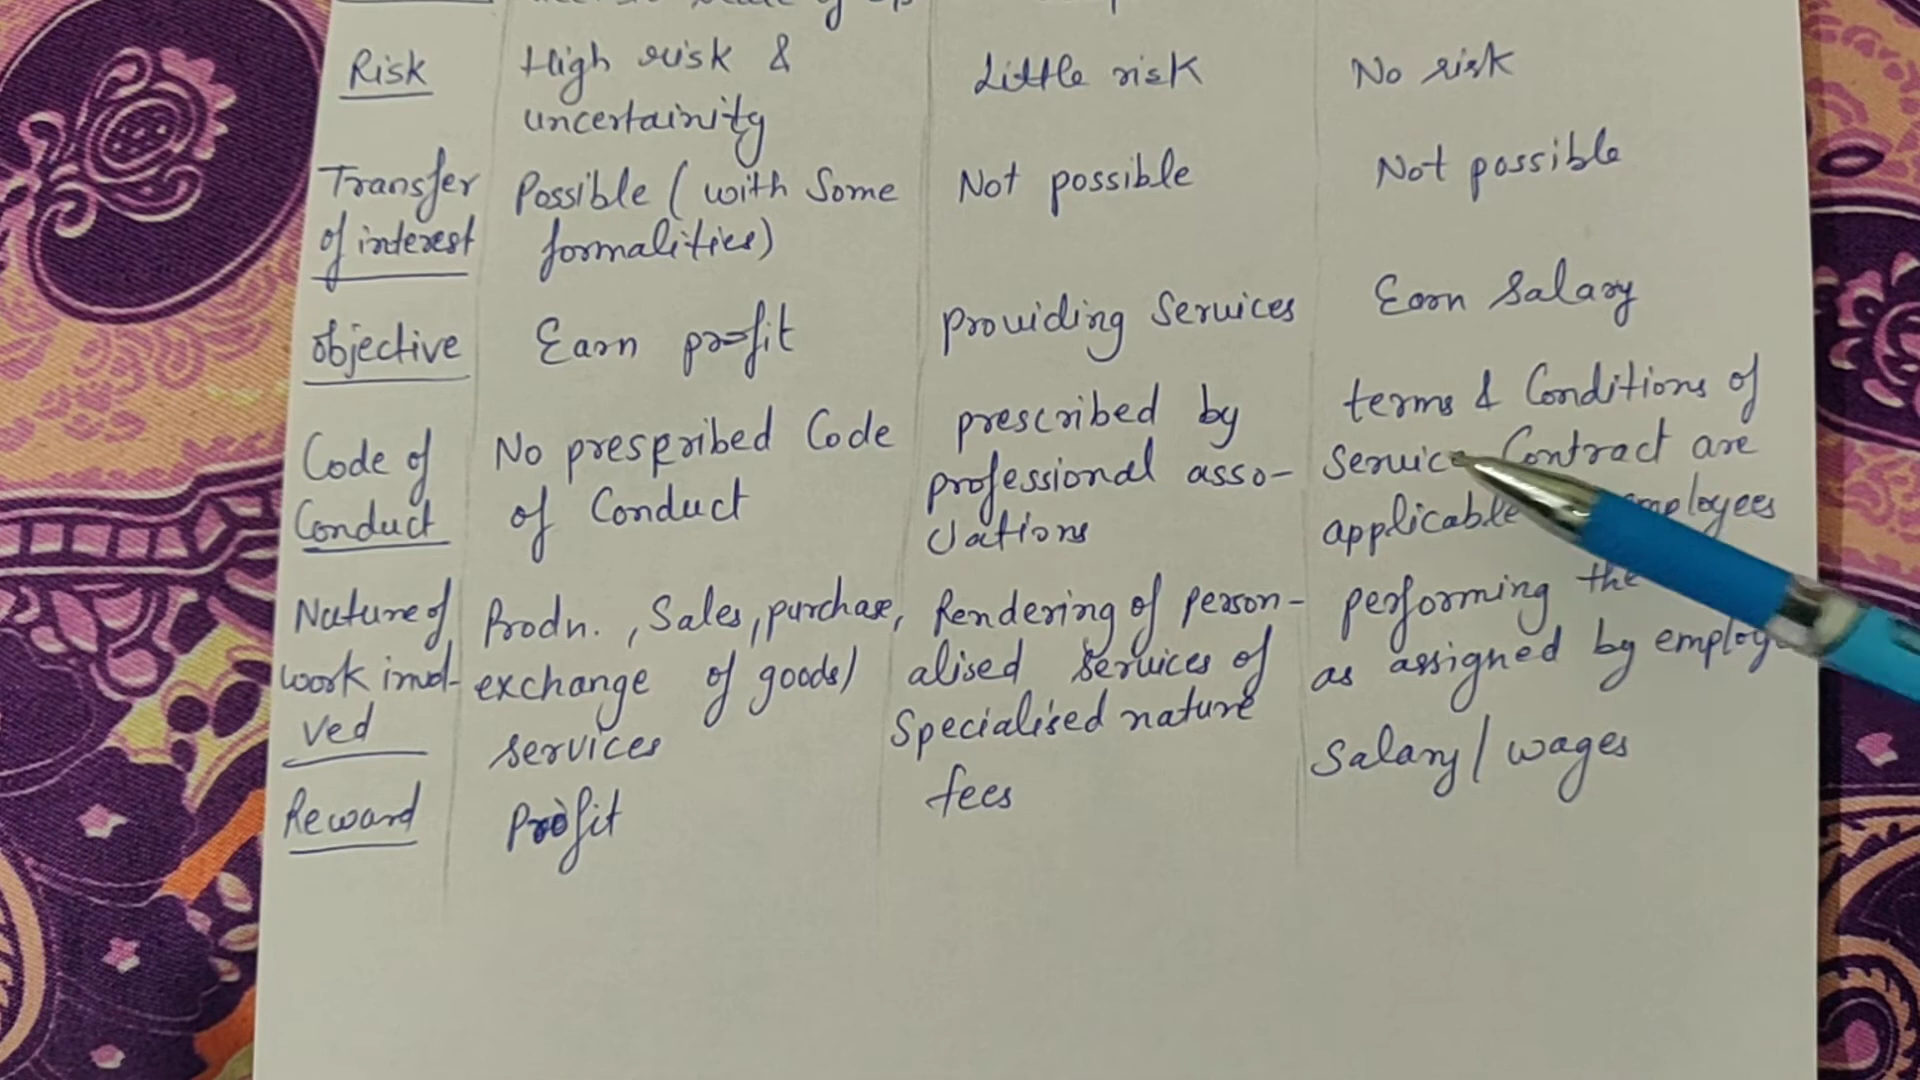 Risk
High risk &
uncertainity
Little risk
No risk
Transfer
of interest
Possible (with Some
formalities)
Not possible
Not possible
Objective
Earn profit
Providing Services
Earn Salary
Code of
Conduct
No prespribed Code
of Conduct
prescribed by
professional asso-
ciations
terms & Conditions of
Service Contract are
applicable employees
Nature of
work invol-
ved
Prodn., Sales, purchase,
exchange of goods/
services
Rendering of person-
alised services of
Specialised nature
performing the
as assigned by
Reward
Profit
fees
Salary/wages